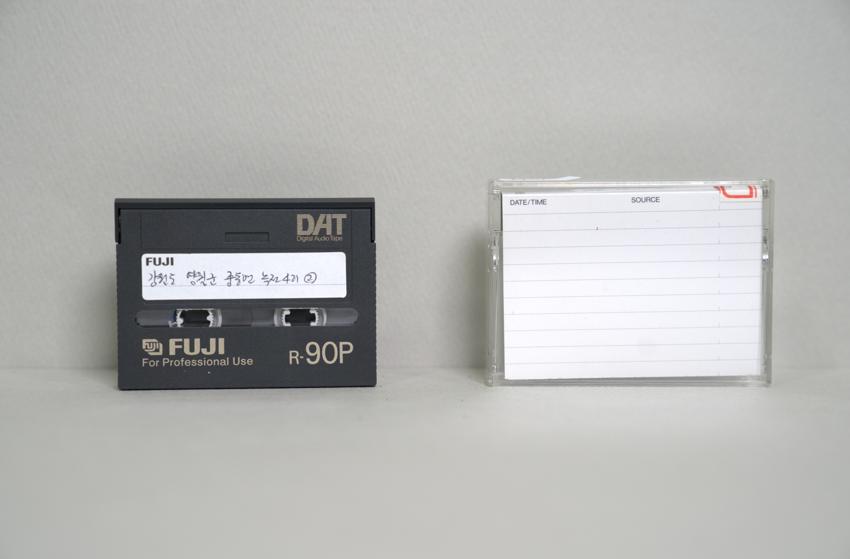 DAT
Digital Audio Tape
FUJI
강원도 영월군 중동면 녹전4리 ②
FUJI FUJI
For Professional Use
R-90P
DATE/TIME SOURCE